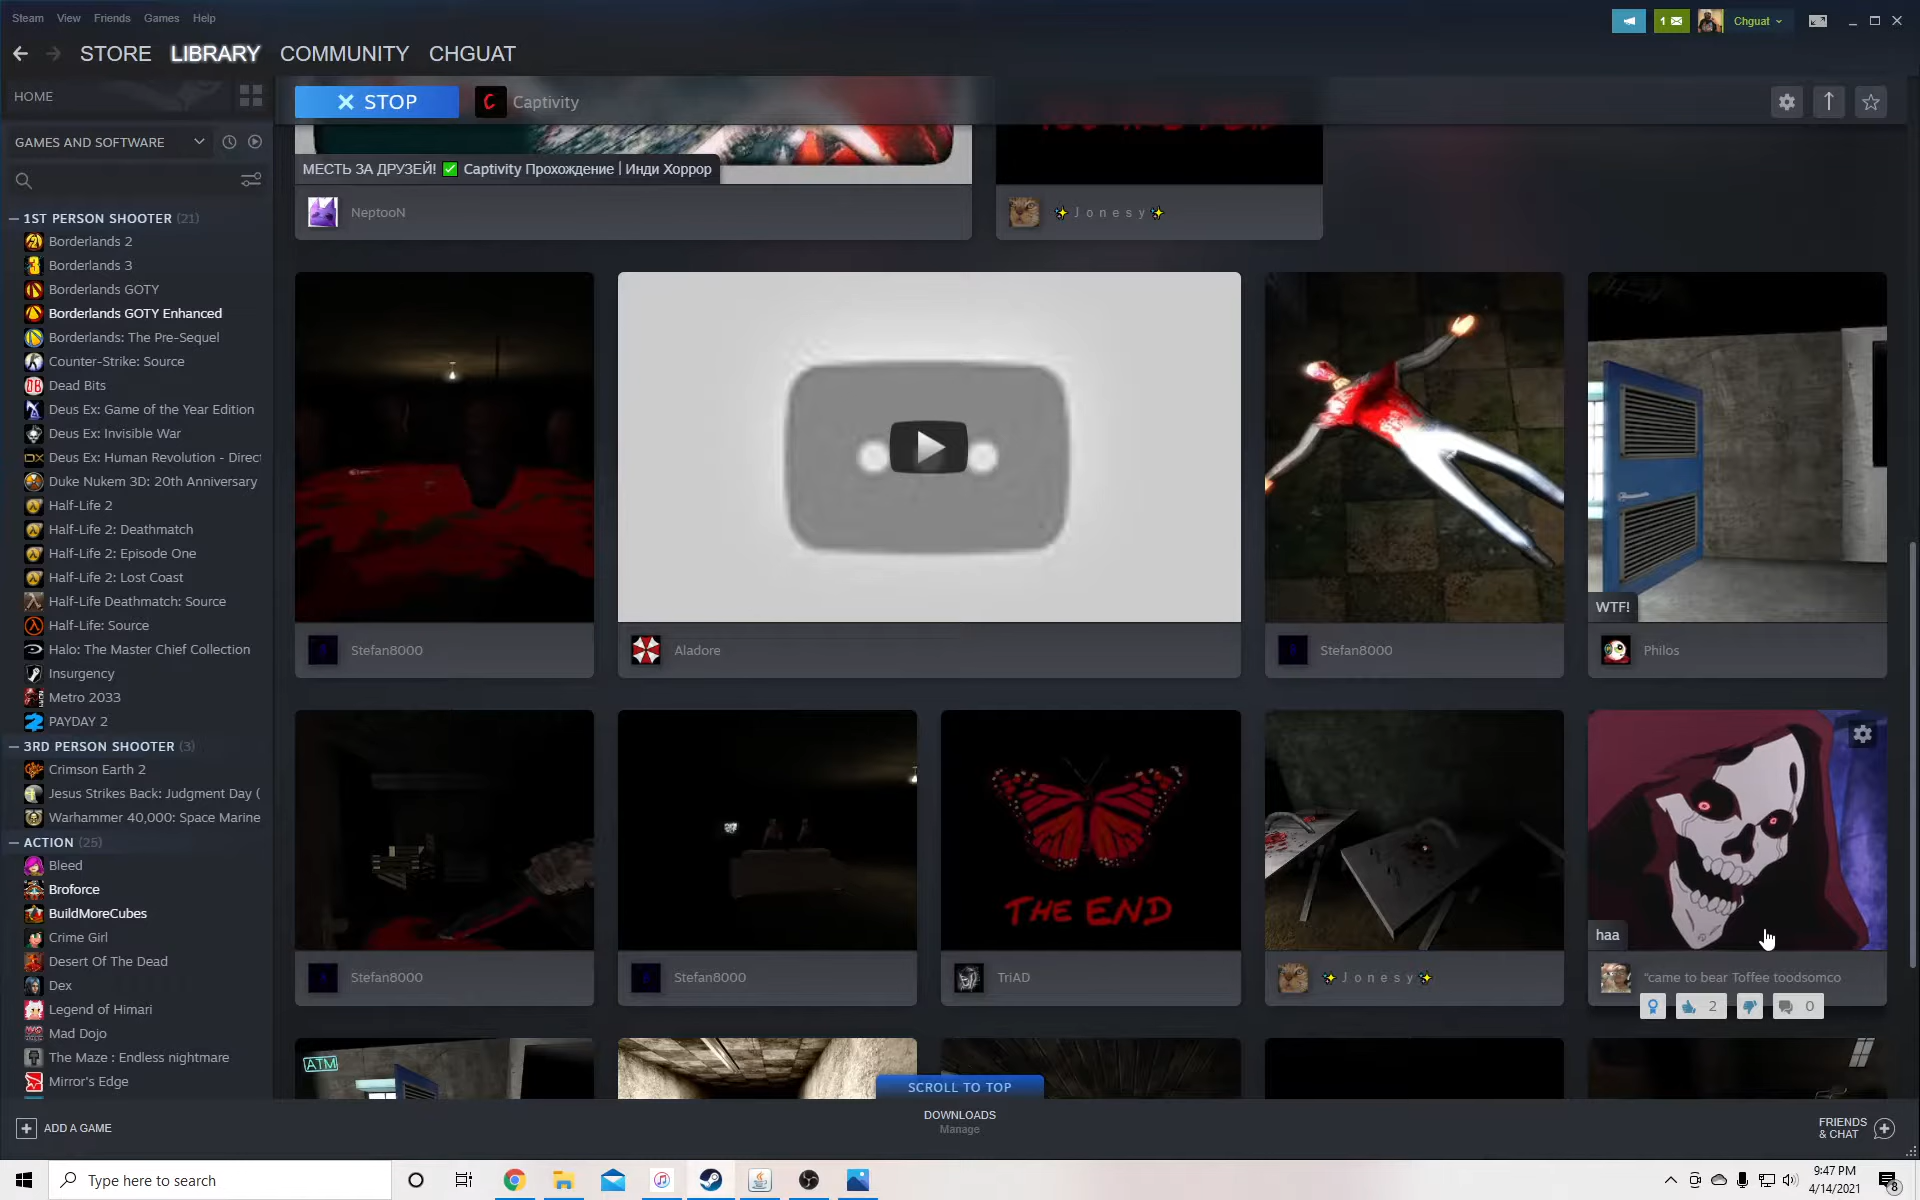 Steam View Friends Games Help
1
Chguat
STORE LIBRARY COMMUNITY CHGUAT
HOME
STOP
C
Captivity
GAMES AND SOFTWARE
МЕСТЬ ЗА ДРУЗЕЙ! ✅ Captivity Прохождение | Инди Хоррор
NeptooN
✨Jonesy✨
1ST PERSON SHOOTER (21)
Borderlands 2
Borderlands 3
Borderlands GOTY
Borderlands GOTY Enhanced
Borderlands: The Pre-Sequel
Counter-Strike: Source
Dead Bits
Deus Ex: Game of the Year Edition
Deus Ex: Invisible War
Deus Ex: Human Revolution - Direct
Duke Nukem 3D: 20th Anniversary
Half-Life 2
Half-Life 2: Deathmatch
Half-Life 2: Episode One
Half-Life 2: Lost Coast
Half-Life Deathmatch: Source
Half-Life: Source
Halo: The Master Chief Collection
Insurgency
Metro 2033
PAYDAY 2
3RD PERSON SHOOTER (3)
Crimson Earth 2
Jesus Strikes Back: Judgment Day (
Warhammer 40,000: Space Marine
ACTION (25)
Bleed
Broforce
BuildMoreCubes
Crime Girl
Desert Of The Dead
Dex
Legend of Himari
Mad Dojo
The Maze : Endless nightmare
Mirror's Edge
WTF!
Stefan8000
Aladore
Stefan8000
Philos
THE END
haa
Stefan8000
Stefan8000
TriAD
✨Jonesy✨
"came to bear Toffee toodsomco
2
0
ATM
SCROLL TO TOP
ADD A GAME
DOWNLOADS
Manage
FRIENDS
& CHAT
Type here to search
9:47 PM
4/14/2021
8